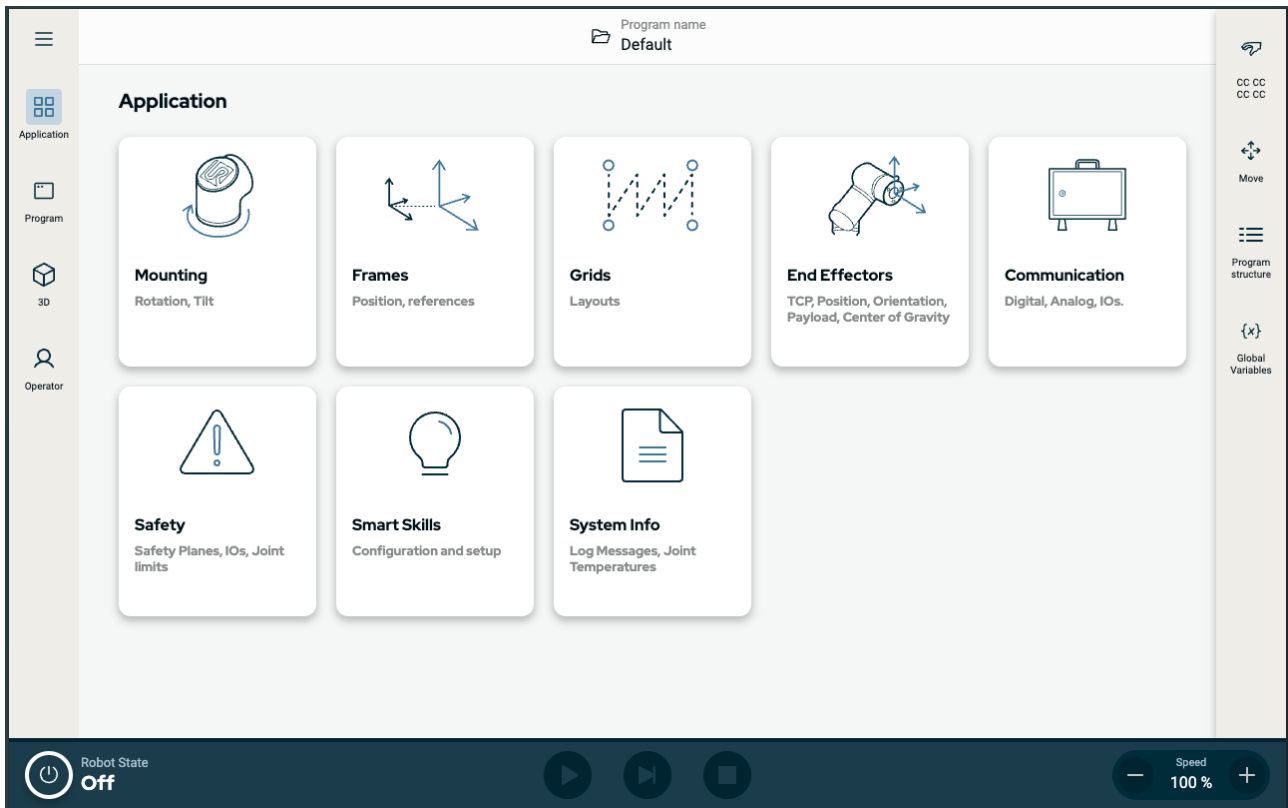 Program name
Default
Application
Program
3D
Operator
Application
Mounting
Rotation, Tilt
Frames
Position, references
Grids
Layouts
End Effectors
TCP, Position, Orientation,
Payload, Center of Gravity
Communication
Digital, Analog, IOs.
Safety
Safety Planes, IOs, Joint
limits
Smart Skills
Configuration and setup
System Info
Log Messages, Joint
Temperatures
CC CC
CC CC
Move
Program
structure
{x}
Global
Variables
Robot State
Off
Speed
100 %